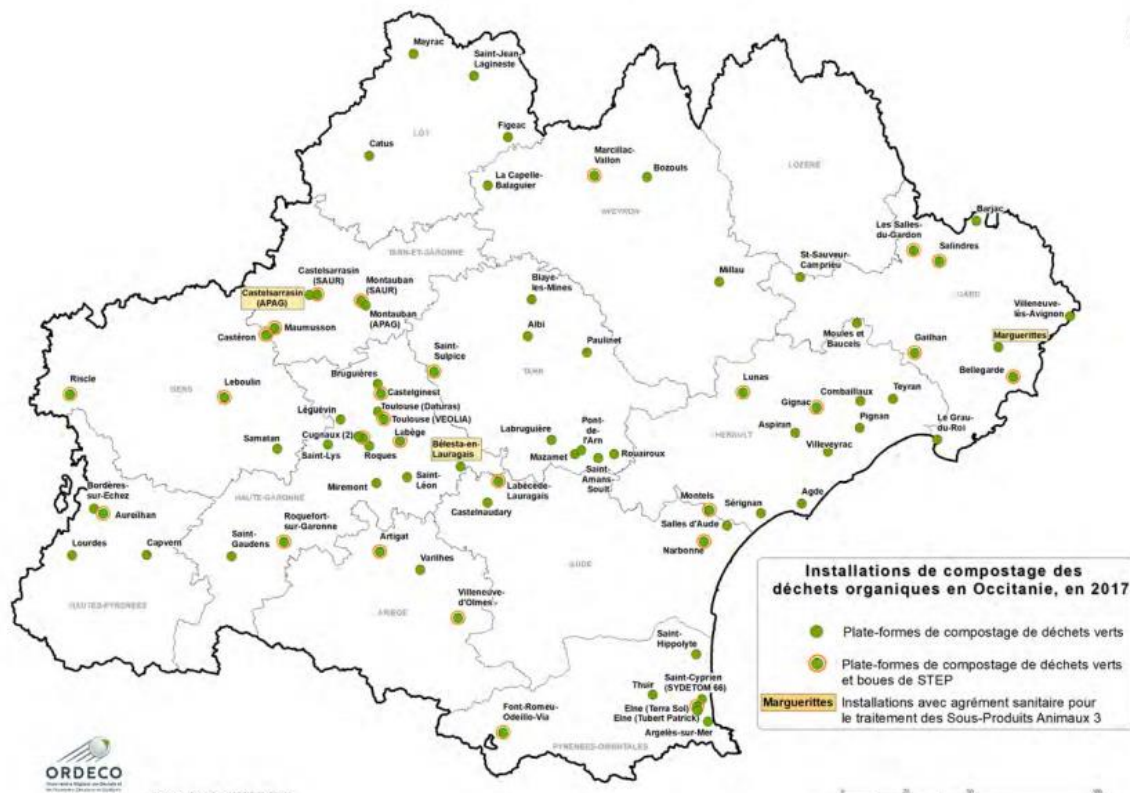 Mayrac
Saint-Jean
Lagineste
LOT
Figeac
Catus
La Capelle-
Balaguier
Marcillac-
Vallon
Bozouls
AVEYRON
LOZERE
Barjac
Les Salles-
du-Gardon
Salindres
St-Sauveur-
Camprieu
GARD
TARN-ET-GARONNE
Castelsarrasin
(SAUR)
Montauban
(SAUR)
Castelsarrasin
(APAG)
Montauban
(APAG)
Blaye-
les-Mines
Millau
Villeneuve-
lès-Avignon
Maumusson
Castéron
Albi
Moules et
Baucels
Marguerittes
Paulinet
Gailhan
Saint-
Sulpice
TARN
Riscle
GERS
Leboulin
Bruguières
Castelginest
Lunas
Combaillaux
Teyran
Bellegarde
Gignac
Léguévin
Toulouse (Daturas)
Toulouse (VEOLIA)
HERAULT
Aspiran
Pignan
Le Grau-
du-Roi
Cugnaux (2)
Labège
Labruguière
Pont-
de-
l'Arn
Samatan
Saint-Lys
Roques
Bélesta-en-
Lauragais
Mazamet
Rouairoux
Villeveyrac
Saint-
Amans-
Soult
Miremont
Saint-
Léon
Labécède-
Lauragais
HAUTE-GARONNE
Bordères-
sur-Echez
Aureilhan
Castelnaudary
Montels
Sérignan
Agde
Roquefort-
sur-Garonne
Salles d'Aude
Lourdes
Capvern
Saint-
Gaudens
Artigat
Varilhes
Narbonne
AUDE
HAUTES-PYRENEES
ARIEGE
Villeneuve-
d'Olmes
Saint-
Hippolyte
Saint-Cyprien
(SYDETOM 66)
Thuir
Elne (Terra Sol)
Elne (Tubert Patrick)
Argelès-sur-Mer
Font-Romeu-
Odeillo-Via
PYRENEES-ORIENTALES
Installations de compostage des
déchets organiques en Occitanie, en 2017
Plate-formes de compostage de déchets verts
Plate-formes de compostage de déchets verts
et boues de STEP
Marguerittes
Installations avec agrément sanitaire pour
le traitement des Sous-Produits Animaux 3
ORDECO